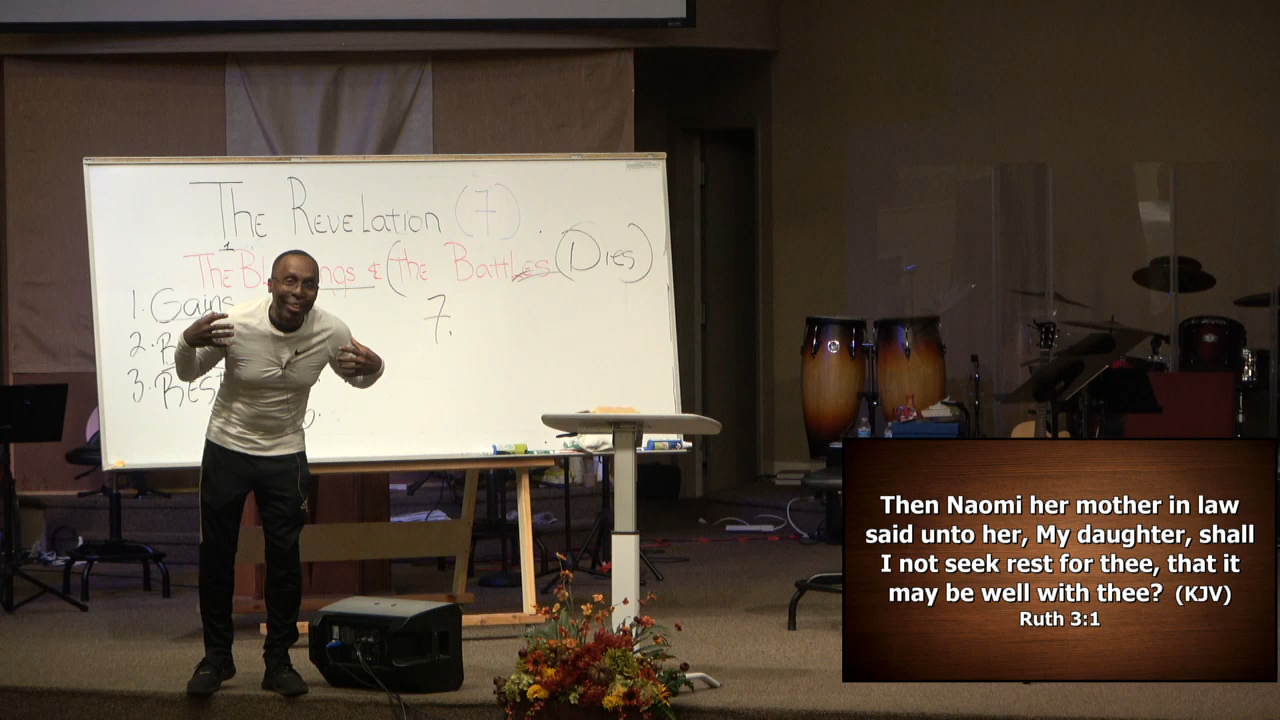 The Revelation (7)
The Bl ngs & (the Battles (Dies)
1. Gains
7.
2.
3. Rest
Then Naomi her mother in law
said unto her, My daughter, shall
I not seek rest for thee, that it
may be well with thee? (KJV)
Ruth 3:1